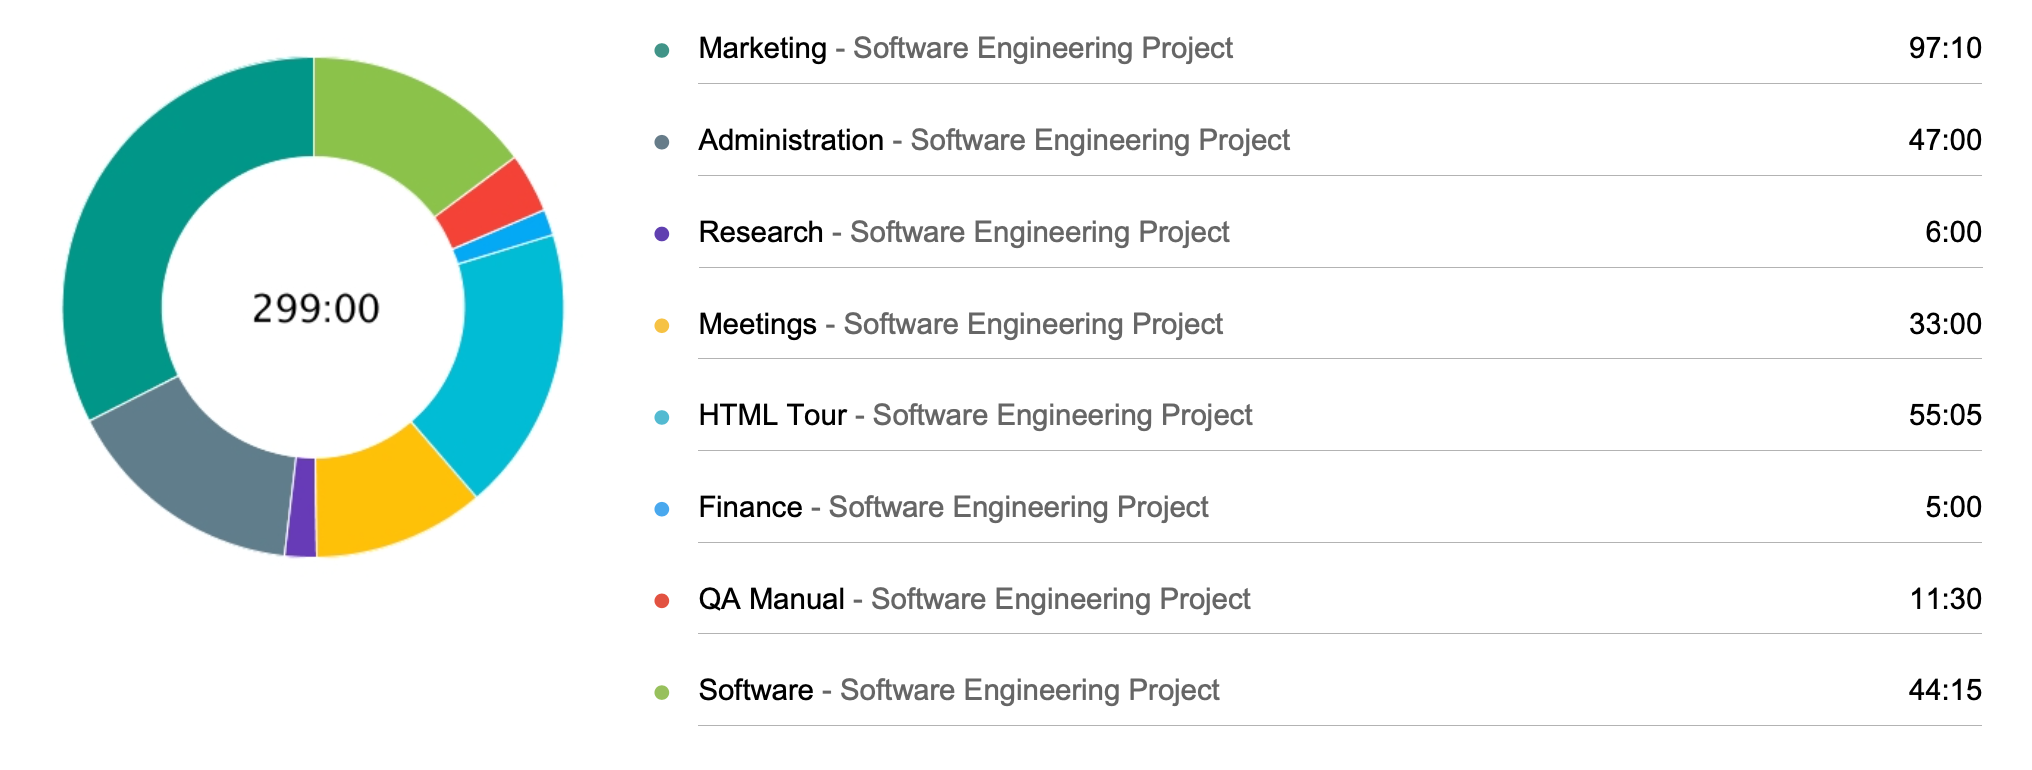 299:00
Marketing - Software Engineering Project 97:10
Administration - Software Engineering Project 47:00
Research - Software Engineering Project 6:00
Meetings - Software Engineering Project 33:00
HTML Tour - Software Engineering Project 55:05
Finance - Software Engineering Project 5:00
QA Manual - Software Engineering Project 11:30
Software - Software Engineering Project 44:15